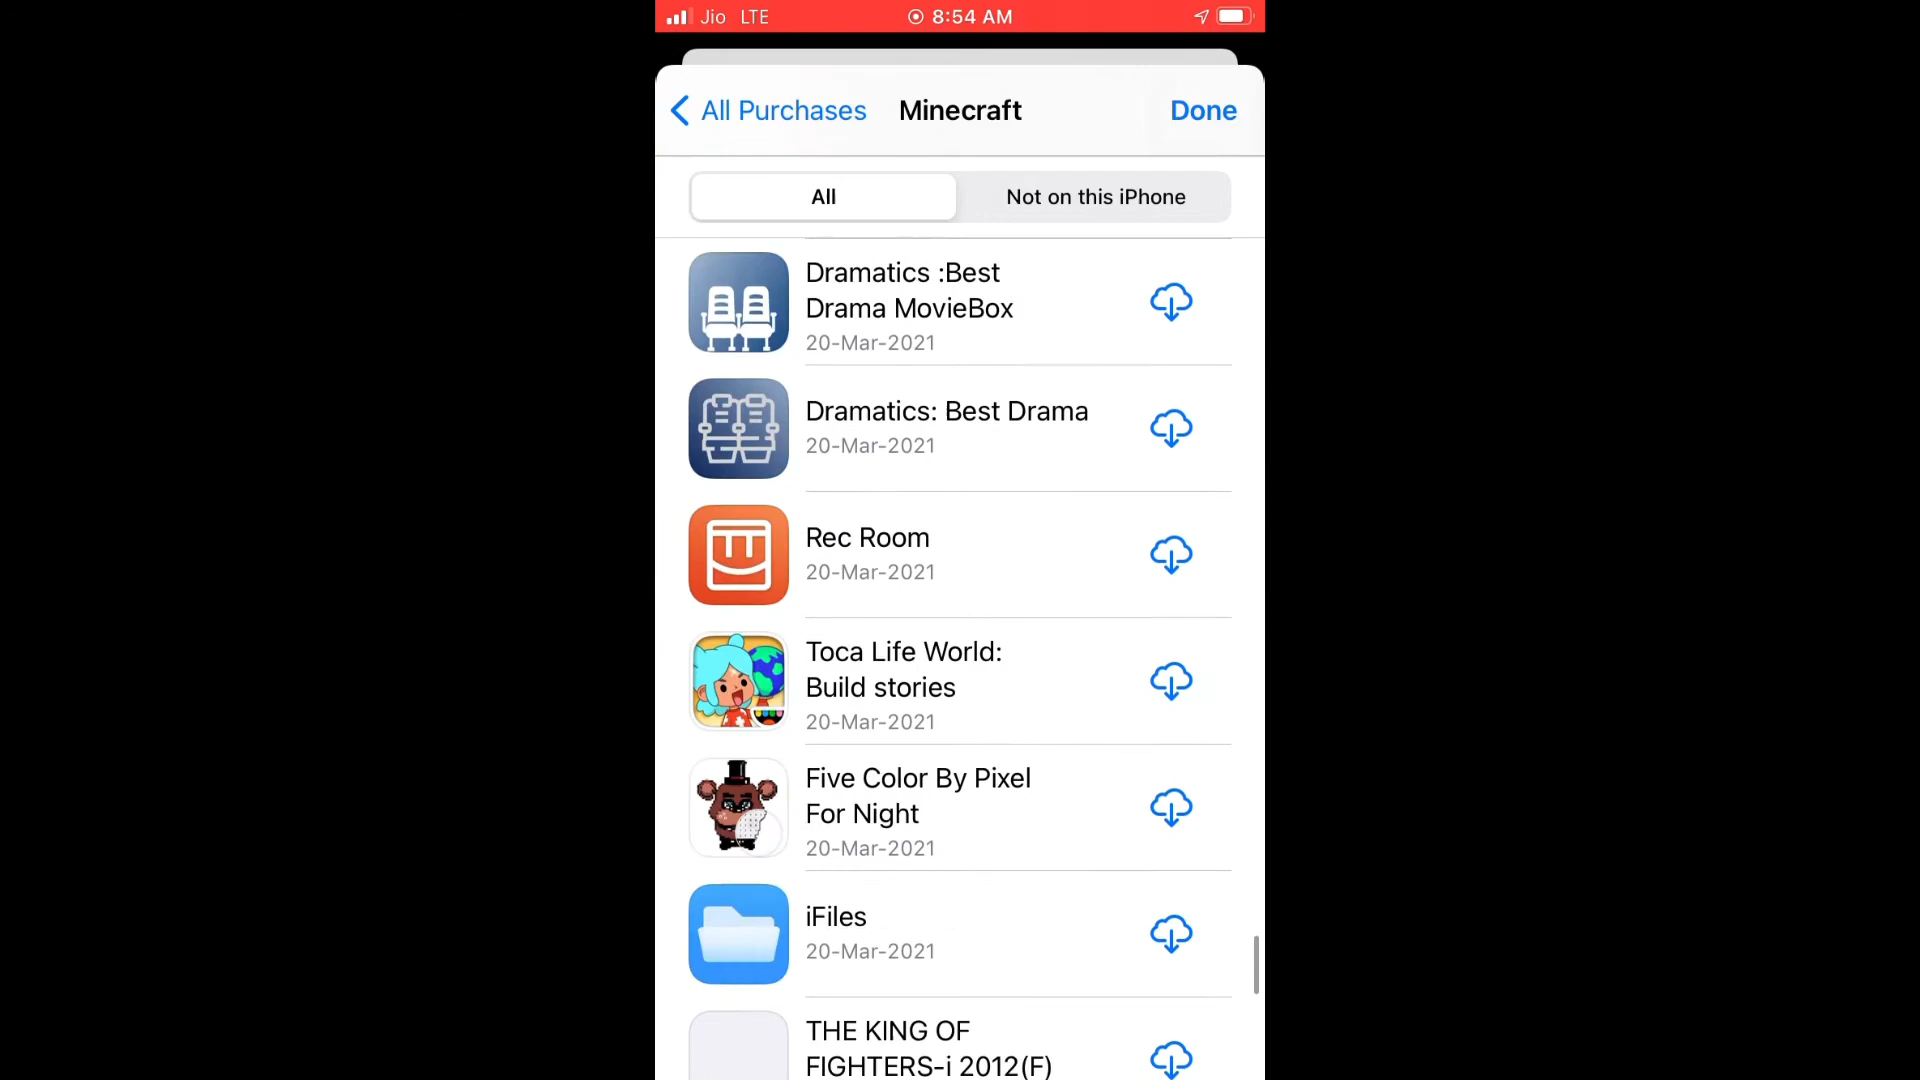 Jio LTE 8:54 AM
All Purchases Minecraft Done
All Not on this iPhone
Dramatics :Best
Drama MovieBox
20-Mar-2021
Dramatics: Best Drama
20-Mar-2021
Rec Room
20-Mar-2021
Toca Life World:
Build stories
20-Mar-2021
Five Color By Pixel
For Night
20-Mar-2021
iFiles
20-Mar-2021
THE KING OF
FIGHTERS-i 2012(F)